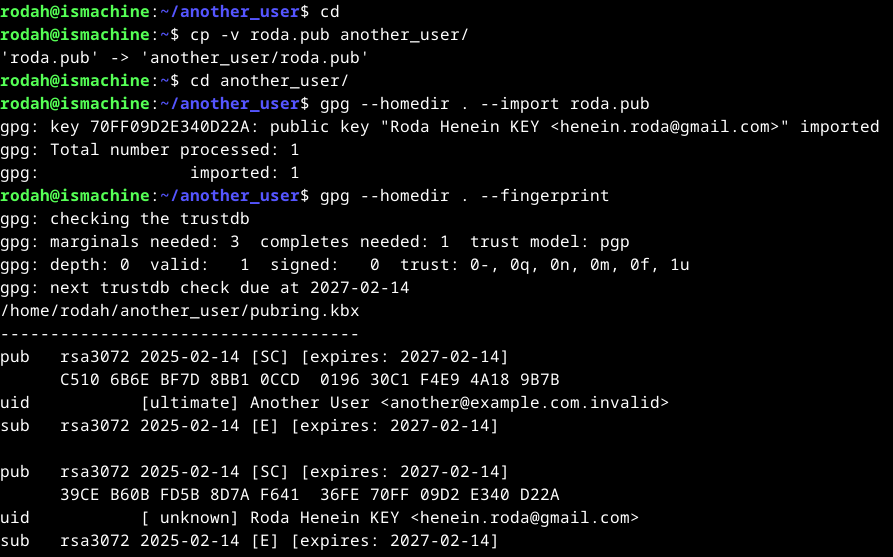 rodah@ismachine:~/another_user$ cd
rodah@ismachine:~$ cp -v roda.pub another_user/
'roda.pub' -> 'another_user/roda.pub'
rodah@ismachine:~$ cd another_user/
rodah@ismachine:~/another_user$ gpg --homedir . --import roda.pub
gpg: key 70FF09D2E340D22A: public key "Roda Henein KEY <henein.roda@gmail.com>" imported
gpg: Total number processed: 1
gpg:               imported: 1
rodah@ismachine:~/another_user$ gpg --homedir . --fingerprint
gpg: checking the trustdb
gpg: marginals needed: 3  completes needed: 1  trust model: pgp
gpg: depth: 0  valid:   1  signed:   0  trust: 0-, 0q, 0n, 0m, 0f, 1u
gpg: next trustdb check due at 2027-02-14
/home/rodah/another_user/pubring.kbx
------------------------------------
pub   rsa3072 2025-02-14 [SC] [expires: 2027-02-14]
      C510 6B6E BF7D 8BB1 0CCD  0196 30C1 F4E9 4A18 9B7B
uid           [ultimate] Another User <another@example.com.invalid>
sub   rsa3072 2025-02-14 [E] [expires: 2027-02-14]

pub   rsa3072 2025-02-14 [SC] [expires: 2027-02-14]
      39CE B60B FD5B 8D7A F641  36FE 70FF 09D2 E340 D22A
uid           [ unknown] Roda Henein KEY <henein.roda@gmail.com>
sub   rsa3072 2025-02-14 [E] [expires: 2027-02-14]